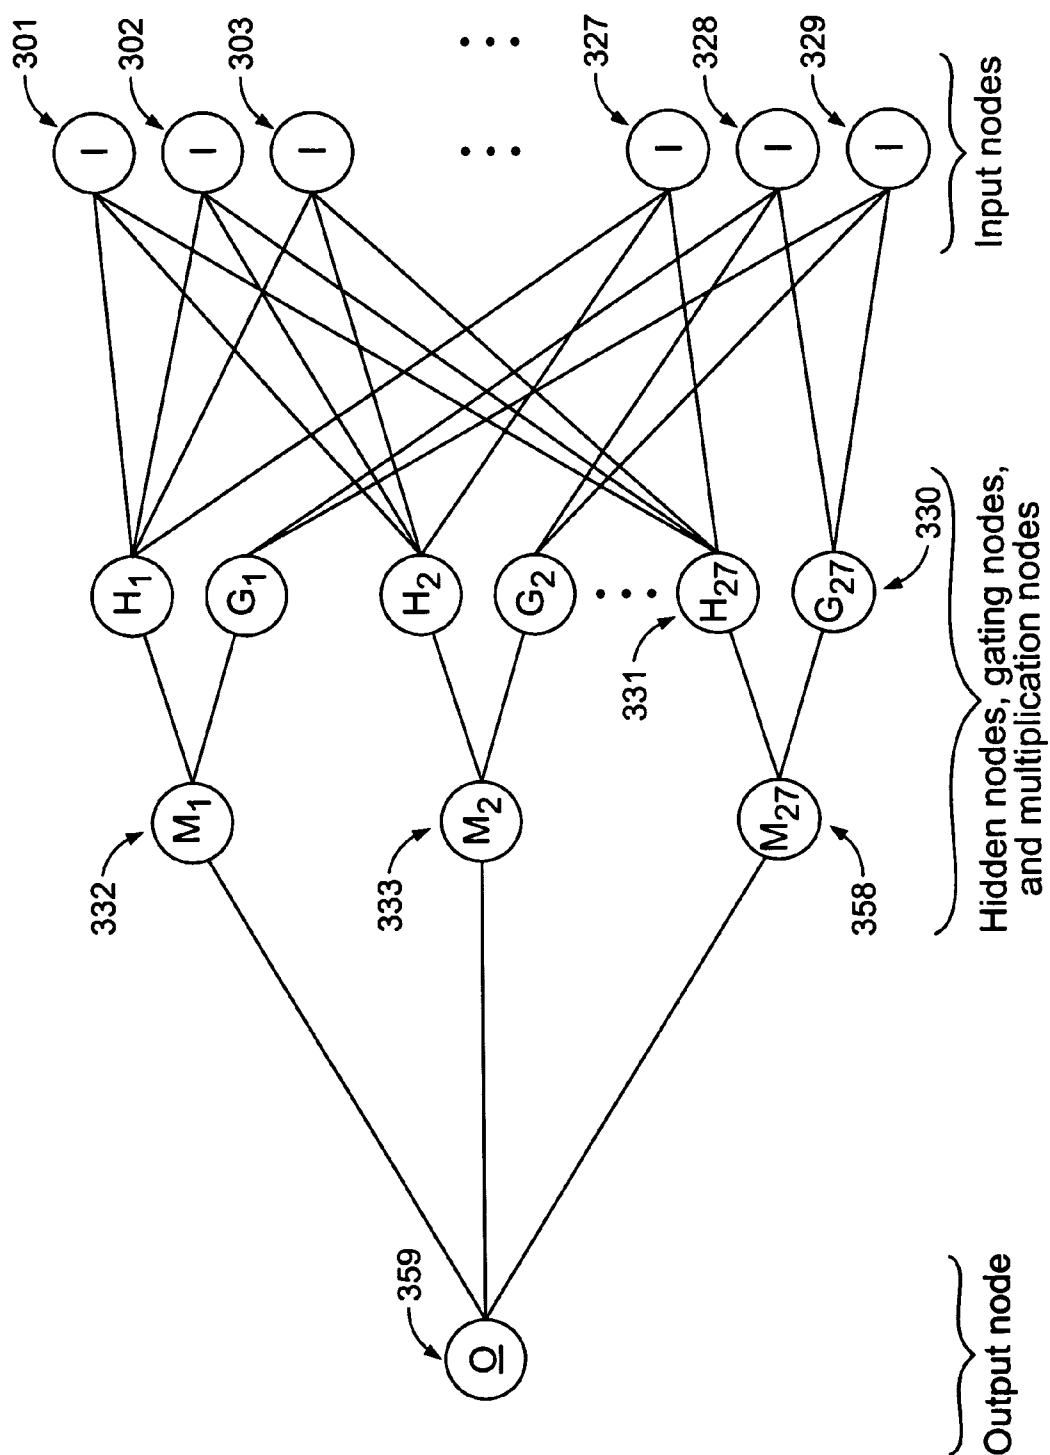 301
302
303
• • •
327
328
329
I
I
I
• • •
I
I
I
Input nodes
H1
G1
H2
G2
• • •
H27
G27
331
330
M1
M2
M27
332
333
358
Hidden nodes, gating nodes,
and multiplication nodes
359
O
Output node